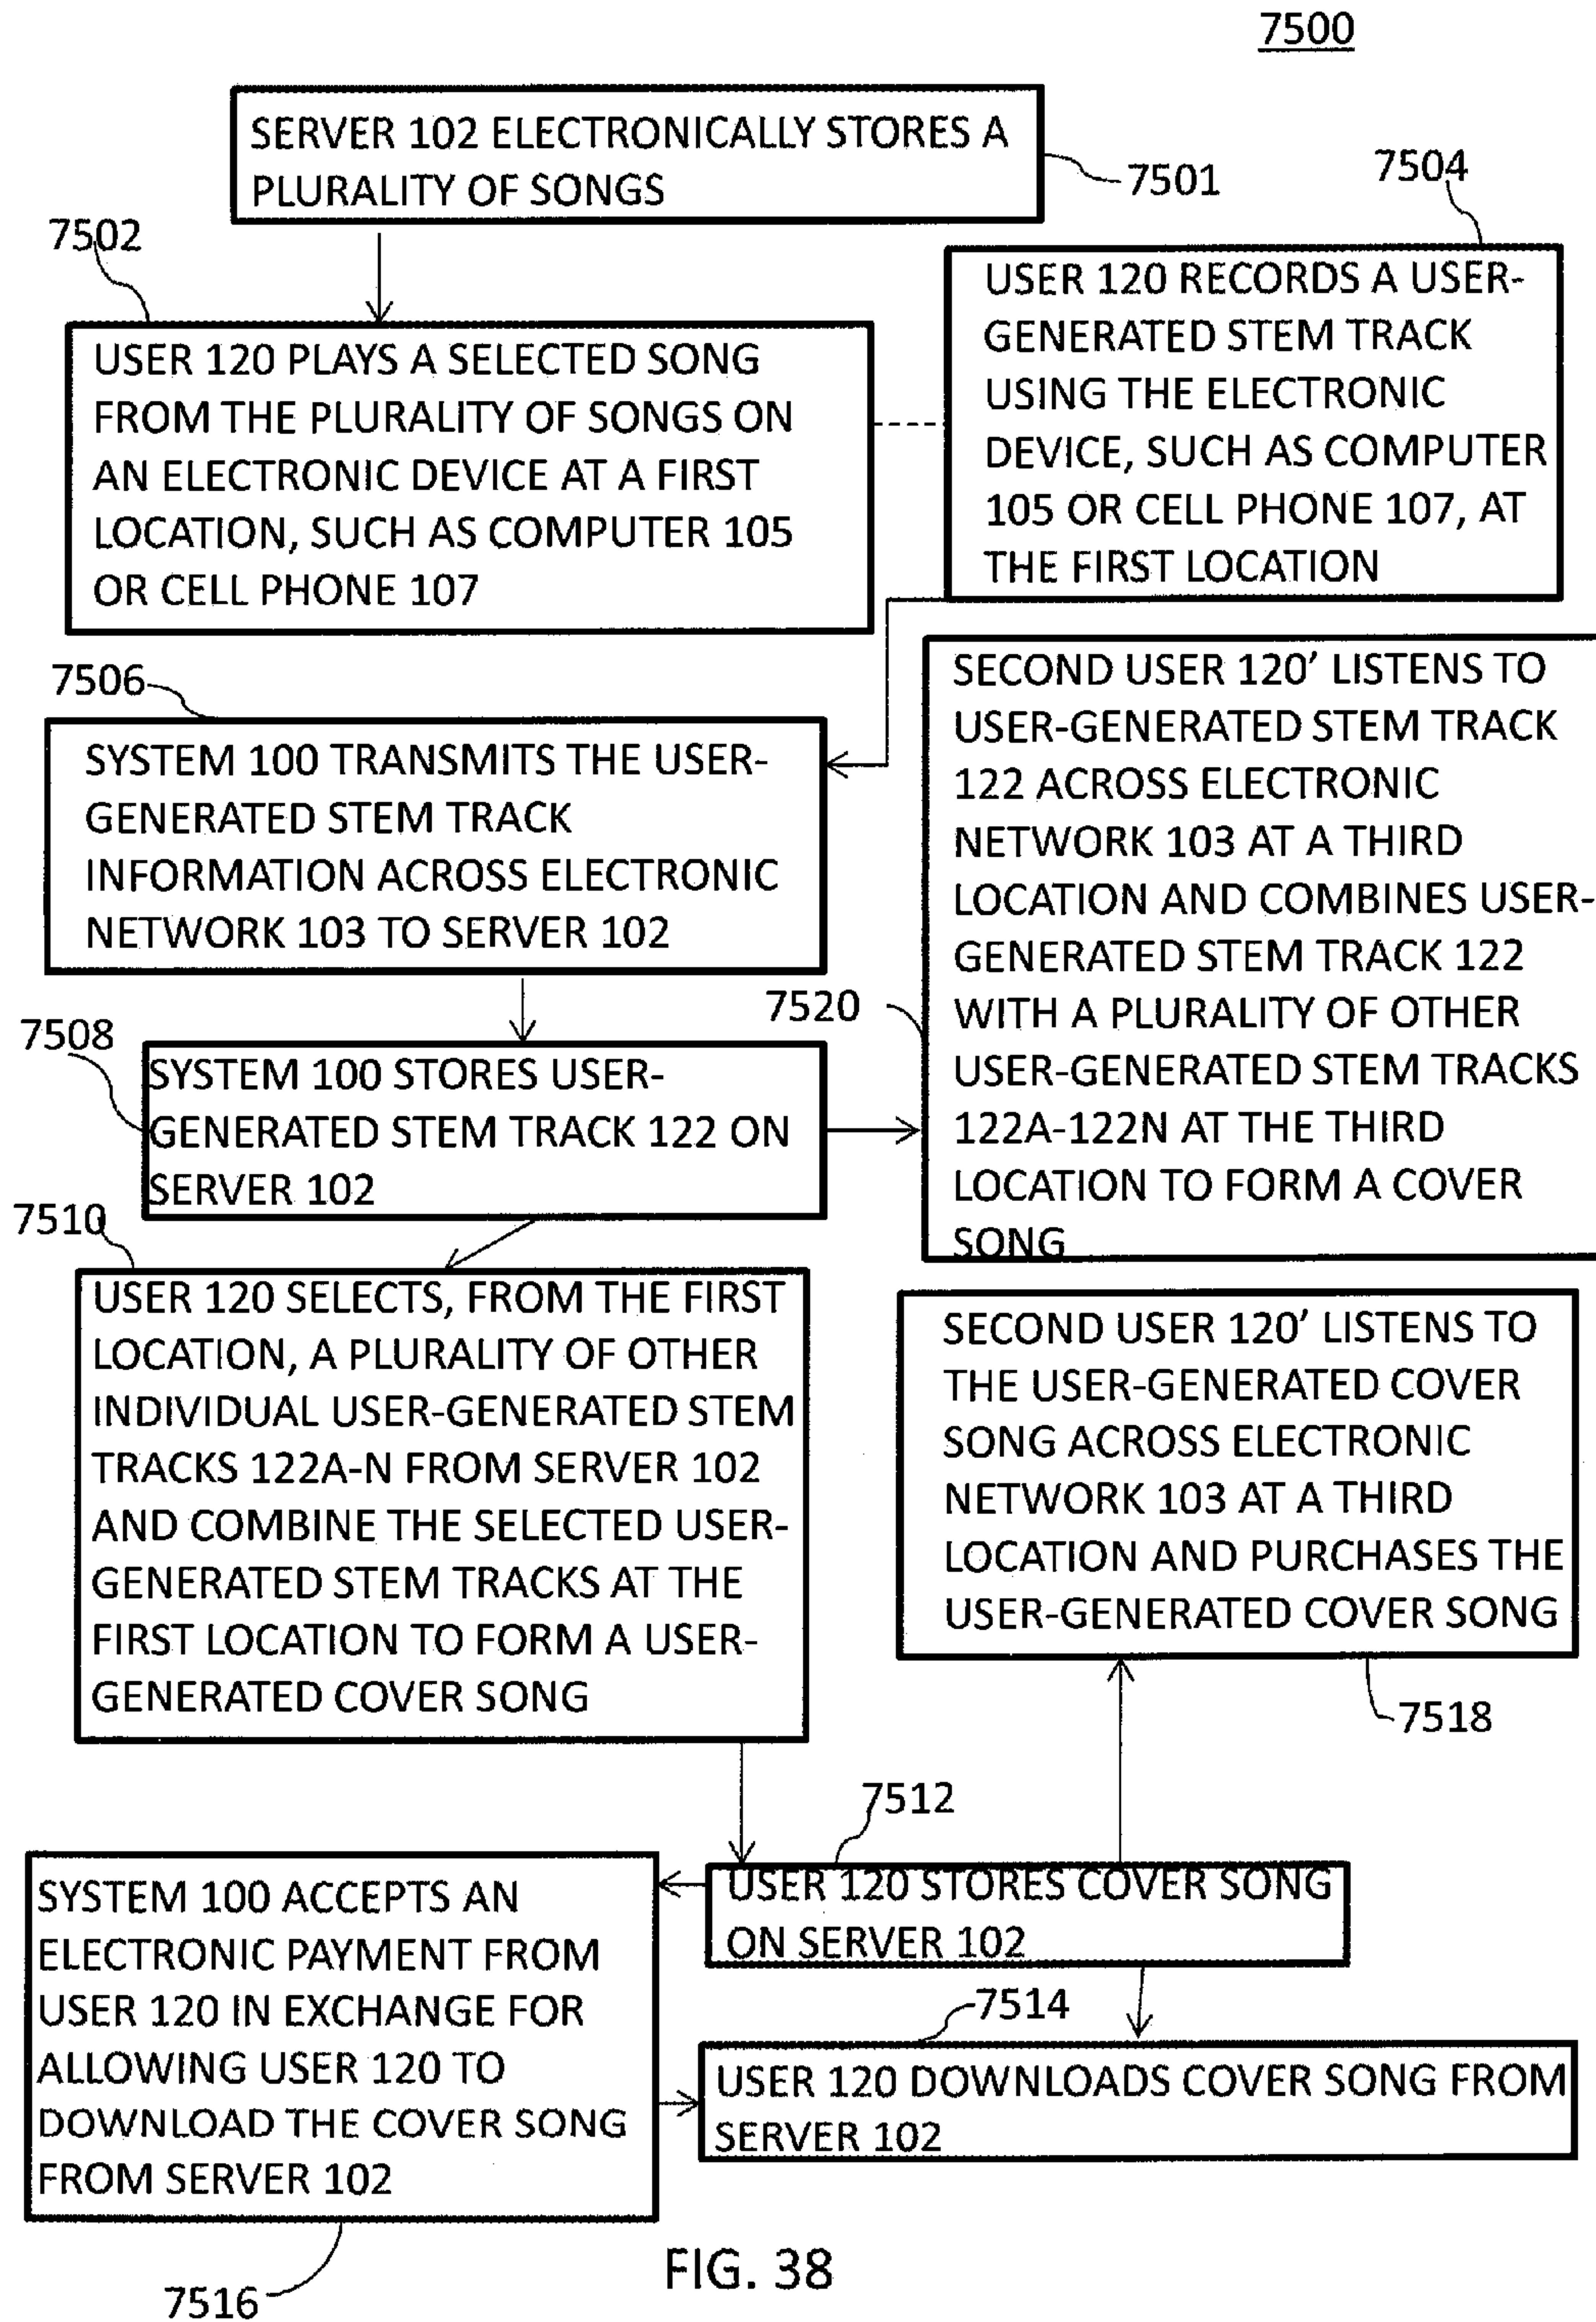 7500
SERVER 102 ELECTRONICALLY STORES A
PLURALITY OF SONGS
7501
7504
7502
USER 120 PLAYS A SELECTED SONG
FROM THE PLURALITY OF SONGS ON
AN ELECTRONIC DEVICE AT A FIRST
LOCATION, SUCH AS COMPUTER 105
OR CELL PHONE 107
USER 120 RECORDS A USER-
GENERATED STEM TRACK
USING THE ELECTRONIC
DEVICE, SUCH AS COMPUTER
105 OR CELL PHONE 107, AT
THE FIRST LOCATION
7506
SYSTEM 100 TRANSMITS THE USER-
GENERATED STEM TRACK
INFORMATION ACROSS ELECTRONIC
NETWORK 103 TO SERVER 102
SECOND USER 120' LISTENS TO
USER-GENERATED STEM TRACK
122 ACROSS ELECTRONIC
NETWORK 103 AT A THIRD
LOCATION AND COMBINES USER-
GENERATED STEM TRACK 122
WITH A PLURALITY OF OTHER
USER-GENERATED STEM TRACKS
122A-122N AT THE THIRD
LOCATION TO FORM A COVER
SONG
7520
7508
SYSTEM 100 STORES USER-
GENERATED STEM TRACK 122 ON
SERVER 102
7510
USER 120 SELECTS, FROM THE FIRST
LOCATION, A PLURALITY OF OTHER
INDIVIDUAL USER-GENERATED STEM
TRACKS 122A-N FROM SERVER 102
AND COMBINE THE SELECTED USER-
GENERATED STEM TRACKS AT THE
FIRST LOCATION TO FORM A USER-
GENERATED COVER SONG
SECOND USER 120' LISTENS TO
THE USER-GENERATED COVER
SONG ACROSS ELECTRONIC
NETWORK 103 AT A THIRD
LOCATION AND PURCHASES THE
USER-GENERATED COVER SONG
7518
7512
USER 120 STORES COVER SONG
ON SERVER 102
SYSTEM 100 ACCEPTS AN
ELECTRONIC PAYMENT FROM
USER 120 IN EXCHANGE FOR
ALLOWING USER 120 TO
DOWNLOAD THE COVER SONG
FROM SERVER 102
7514
USER 120 DOWNLOADS COVER SONG FROM
SERVER 102
7516
FIG. 38